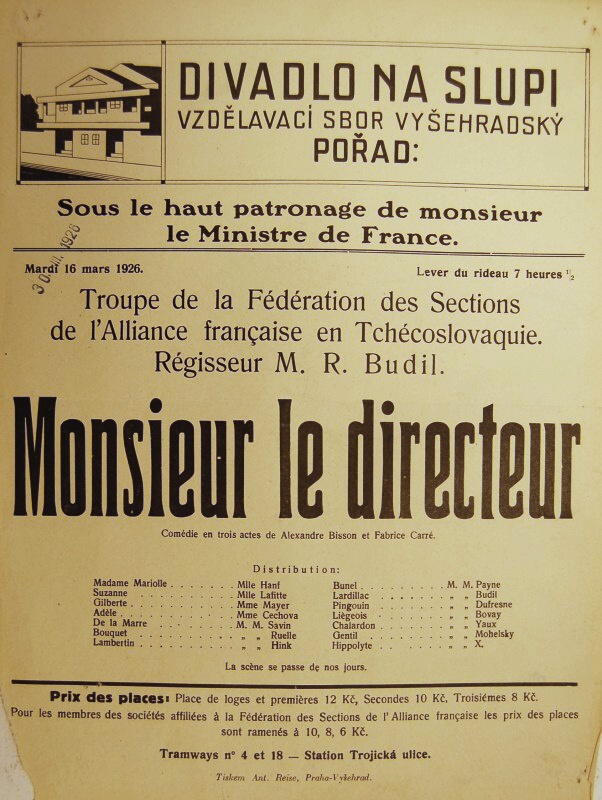 DIVADLO NA SLUPI
VZDĚLAVACÍ SBOR VYŠEHRADSKÝ
POŘAD:
Sous le haut patronage de monsieur
le Ministre de France.
Mardi 16 mars 1926.
Lever du rideau 7 heures ½
30. III. 1926
Troupe de la Fédération des Sections
de l'Alliance française en Tchécoslovaquie.
Régisseur M. R. Budil.
Monsieur le directeur
Comédie en trois actes de Alexandre Bisson et Fabrice Carré.
Distribution:
Madame Mariolle . . . . . . . Mlle Hanf
Suzanne . . . . . . . . . . Mlle Lafitte
Gilberte . . . . . . . . . . Mme Mayer
Adèle . . . . . . . . . . . Mme Cechova
De la Marre . . . . . . . . M. M. Savin
Bouquet . . . . . . . . . . „ „ Ruelle
Lambertin . . . . . . . . . „ „ Hink
Bunel . . . . . . . . . . M. M. Payne
Lardillac . . . . . . . . „ „ Budil
Pingouin . . . . . . . . „ „ Dufresne
Liègeois . . . . . . . . „ „ Bovay
Chalardon . . . . . . . . „ „ Yaux
Gentil . . . . . . . . . „ „ Mohelsky
Hippolyte . . . . . . . . „ „ X.
La scène se passe de nos jours.
Prix des places: Place de loges et premières 12 Kč, Secondes 10 Kč, Troisiémes 8 Kč.
Pour les membres des sociétés affiliées à la Fédération des Sections de l'Alliance française les prix des places
sont ramenés à 10, 8, 6 Kč.
Tramways nº 4 et 18 — Station Trojická ulice.
Tiskem Ant. Reise, Praha-Vyšehrad.